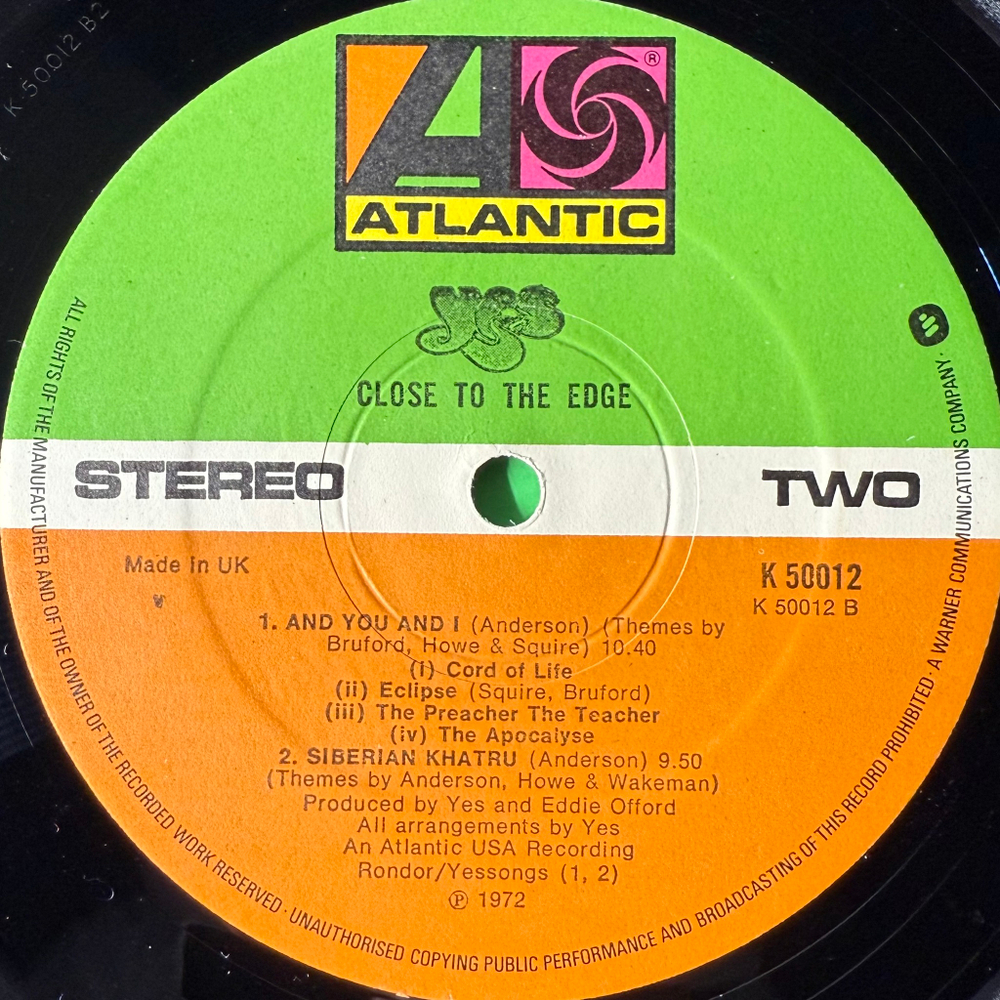 K 50012 B2
®
ATLANTIC
yes
CLOSE TO THE EDGE
STEREO
TWO
Made in UK
K 50012
K 50012 B
1. AND YOU AND I (Anderson) (Themes by
Bruford, Howe & Squire) 10.40
(i) Cord of Life
(ii) Eclipse (Squire, Bruford)
(iii) The Preacher The Teacher
(iv) The Apocalypse
2. SIBERIAN KHATRU (Anderson) 9.50
(Themes by Anderson, Howe & Wakeman)
Produced by Yes and Eddie Offord
All arrangements by Yes
An Atlantic USA Recording
Rondor/Yessongs (1, 2)
℗ 1972
ALL RIGHTS OF THE MANUFACTURER AND OF THE OWNER OF THE RECORDED WORK RESERVED · UNAUTHORISED COPYING PUBLIC PERFORMANCE AND BROADCASTING OF THIS RECORD PROHIBITED · A WARNER COMMUNICATIONS COMPANY ·